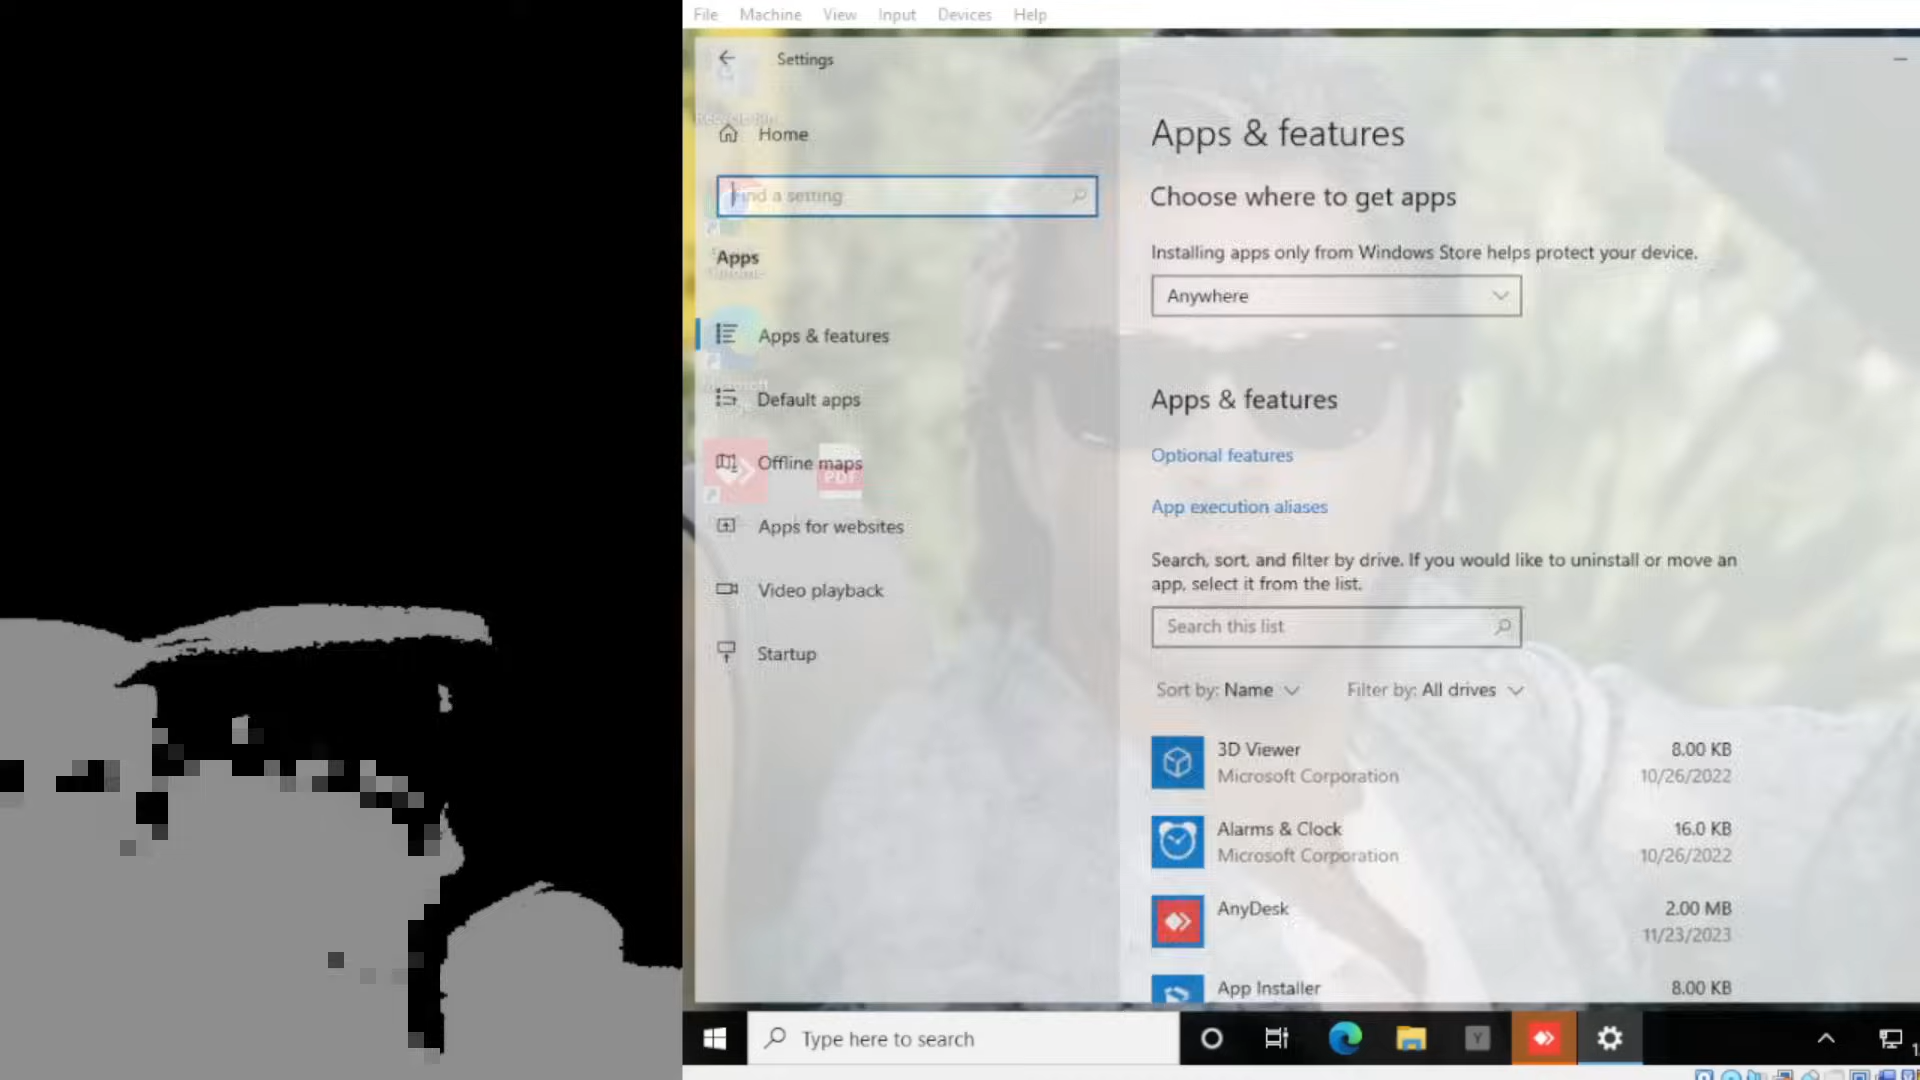 File Machine View Input Devices Help
Settings
Home
Find a setting
Apps
Apps & features
Default apps
Offline maps
PDF
Apps for websites
Video playback
Startup
Apps & features
Choose where to get apps
Installing apps only from Windows Store helps protect your device.
Anywhere
Apps & features
Optional features
App execution aliases
Search, sort, and filter by drive. If you would like to uninstall or move an
app, select it from the list.
Search this list
Sort by: Name Filter by: All drives
3D Viewer 8.00 KB
Microsoft Corporation 10/26/2022
Alarms & Clock 16.0 KB
Microsoft Corporation 10/26/2022
AnyDesk 2.00 MB
11/23/2023
App Installer 8.00 KB
Type here to search
Y